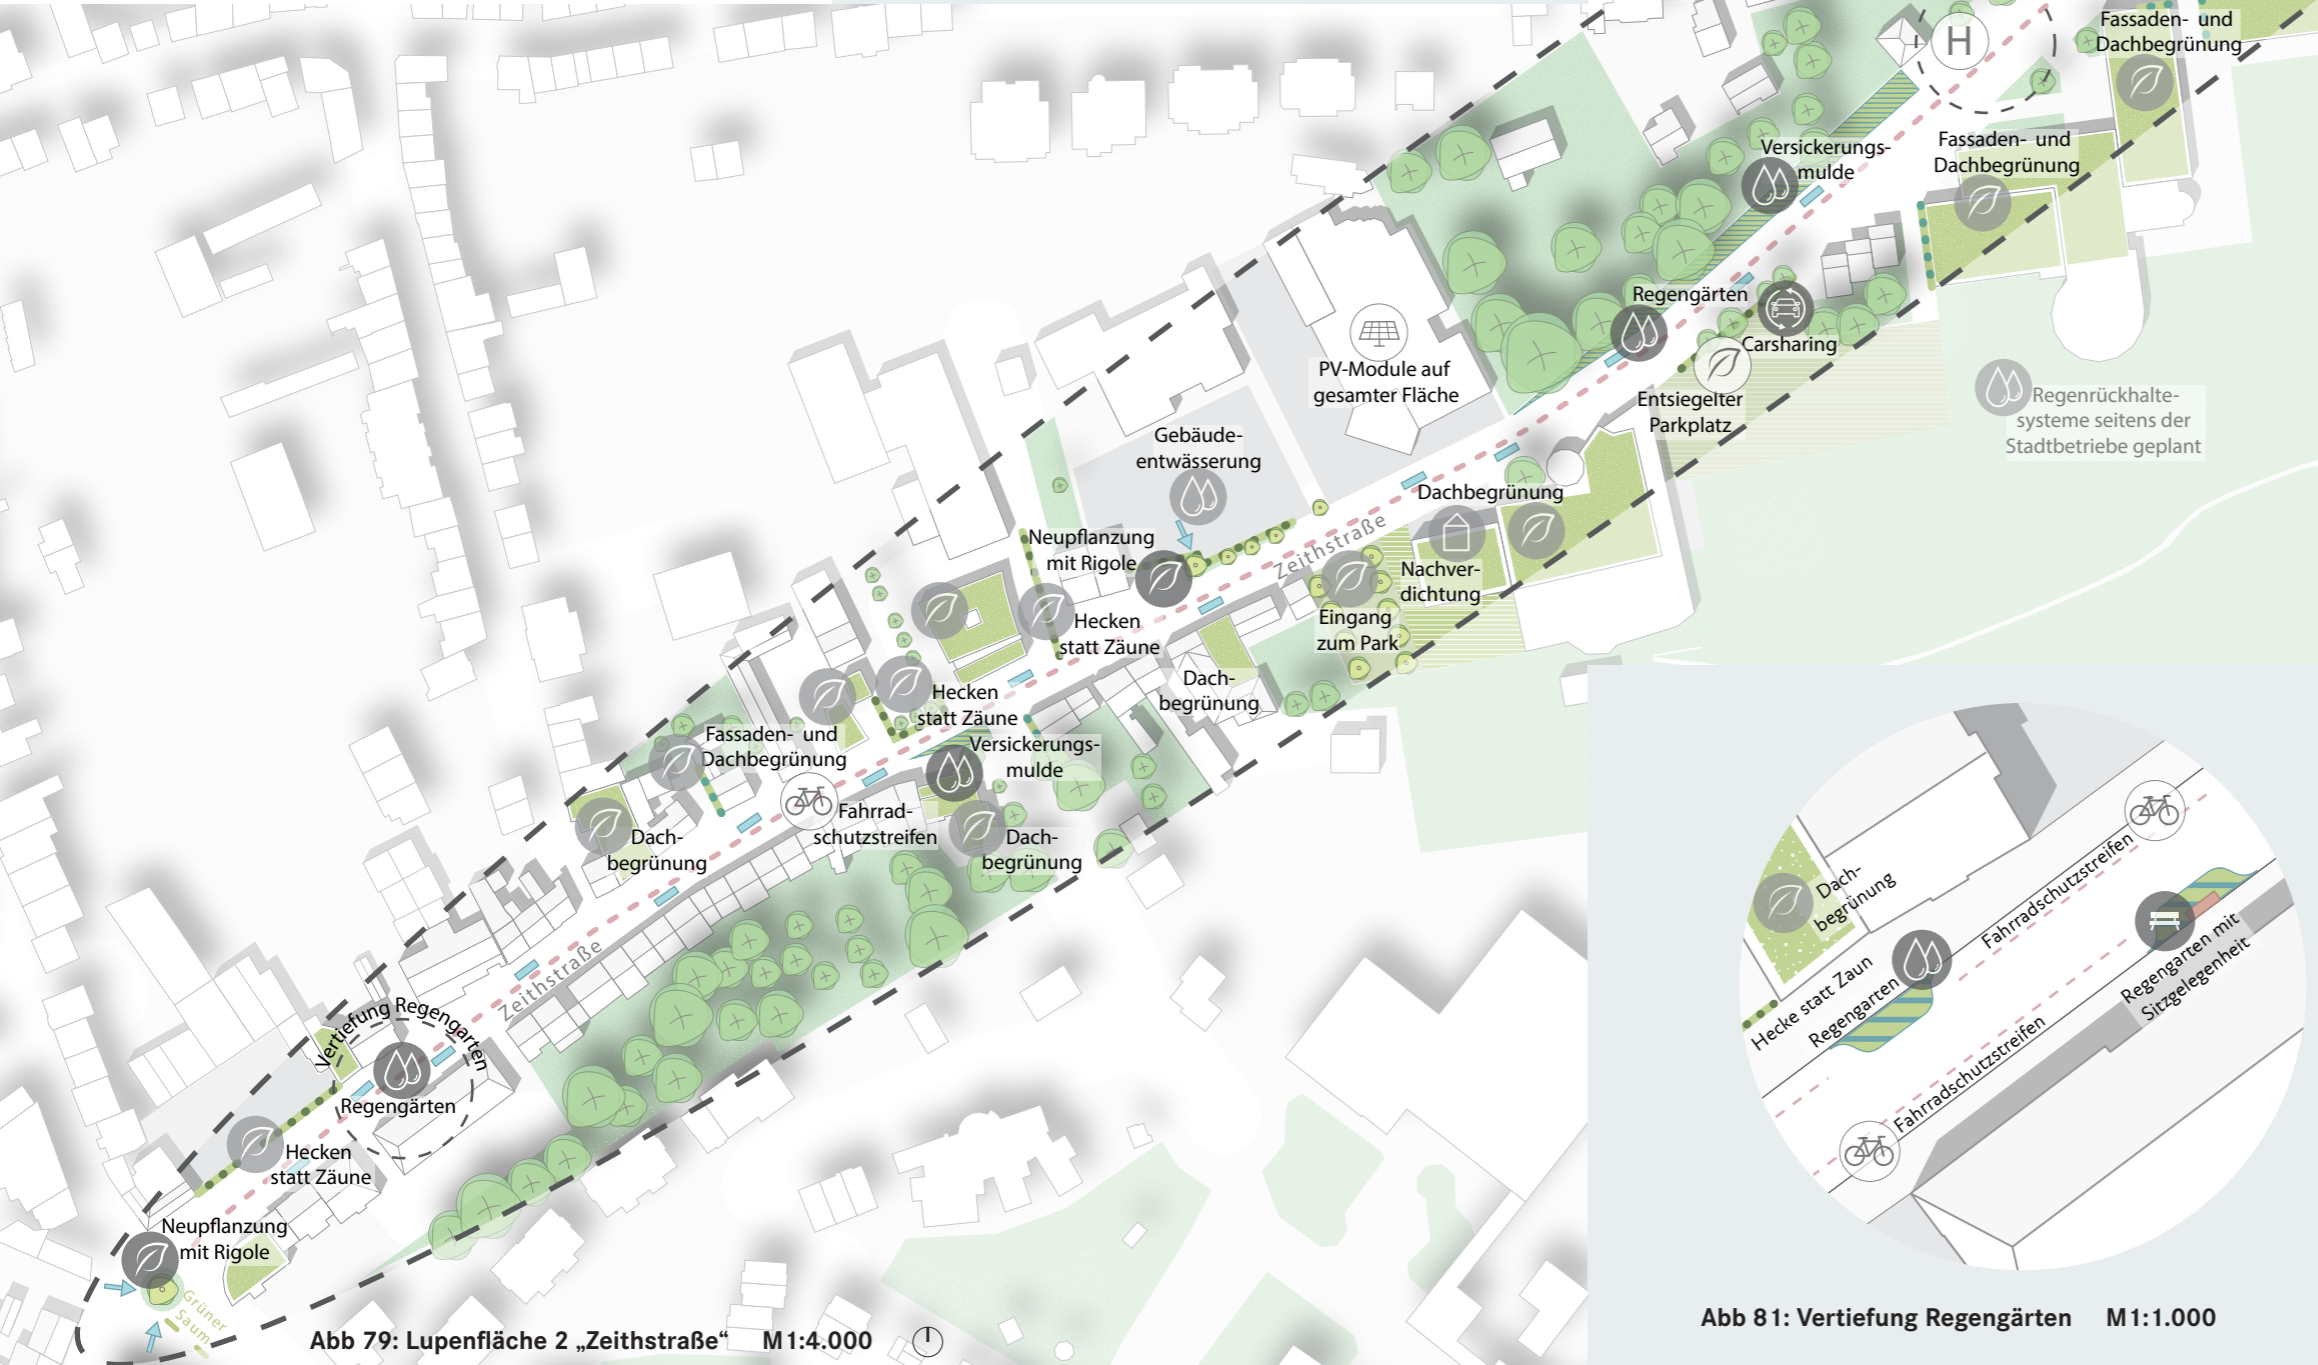 Fassaden- und
Dachbegrünung
H
Fassaden- und
Dachbegrünung
Versickerungs-
mulde
Regengärten
Carsharing
PV-Module auf
gesamter Fläche
Entsiegelter
Parkplatz
Regenrückhalte-
systeme seitens der
Stadtbetriebe geplant
Gebäude-
entwässerung
Dachbegrünung
Zeithstraße
Neupflanzung
mit Rigole
Nachver-
dichtung
Eingang
zum Park
Hecken
statt Zäune
Dach-
begrünung
Hecken
statt Zäune
Fassaden- und
Dachbegrünung
Versickerungs-
mulde
Fahrrad-
schutzstreifen
Dach-
begrünung
Dach-
begrünung
Zeithstraße
Vertiefung Regengarten
Regengärten
Hecken
statt Zäune
Neupflanzung
mit Rigole
Grüner
Saum
Abb 79: Lupenfläche 2 „Zeithstraße“ M 1:4.000
Dach-
begrünung
Fahrradschutzstreifen
Hecke statt Zaun
Regengarten
Regengarten mit
Sitzgelegenheit
Fahrradschutzstreifen
Abb 81: Vertiefung Regengärten M 1:1.000